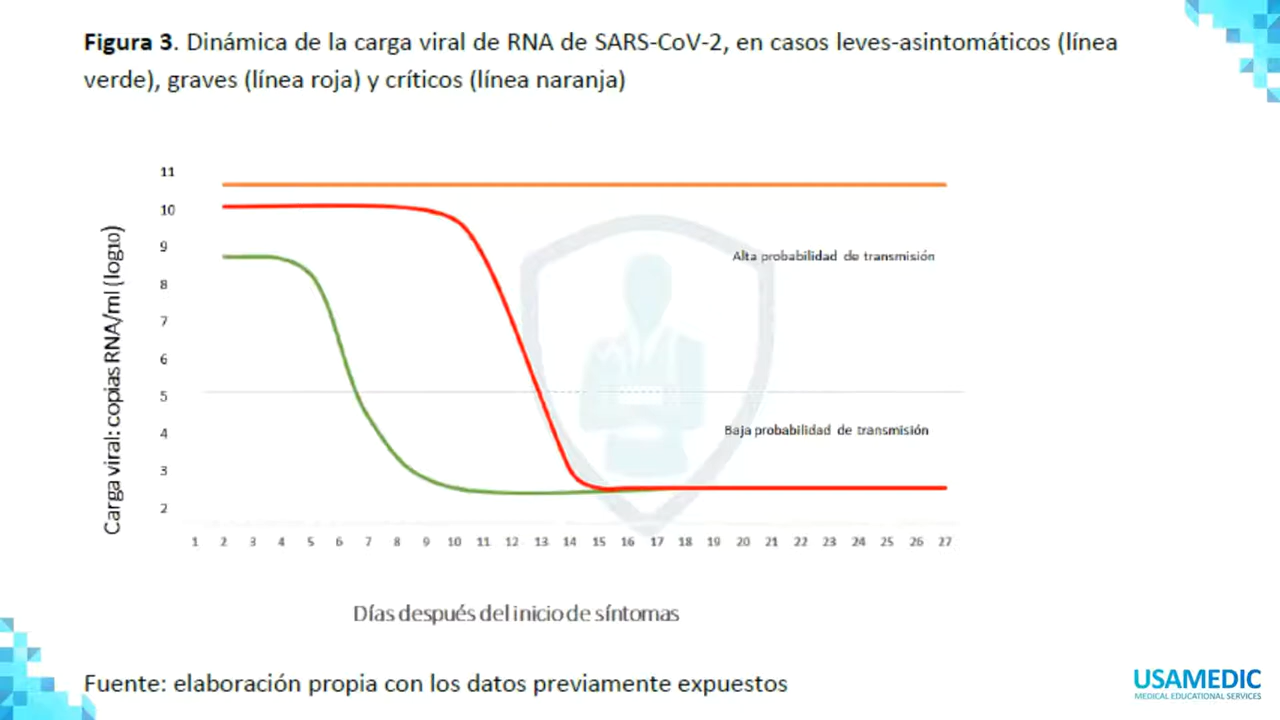 Figura 3. Dinámica de la carga viral de RNA de SARS-CoV-2, en casos leves-asintomáticos (línea
verde), graves (línea roja) y críticos (línea naranja)
Carga viral: copias RNA/ml (log10)
11
10
9
8
7
6
5
4
3
2
Alta probabilidad de transmisión
Baja probabilidad de transmisión
1 2 3 4 5 6 7 8 9 10 11 12 13 14 15 16 17 18 19 20 21 22 23 24 25 26 27
Días después del inicio de síntomas
Fuente: elaboración propia con los datos previamente expuestos
USAMEDIC
MEDICAL EDUCATIONAL SERVICES